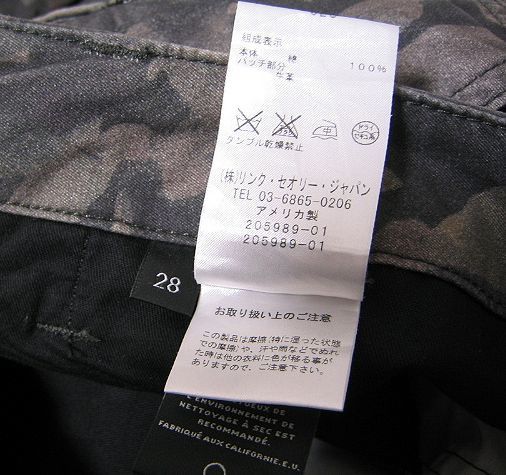 組成表示
本体 綿 100%
パッチ部分 牛革
タンブル乾燥禁止
(株)リンク・セオリー・ジャパン
TEL 03-6865-0206
アメリカ製
205989-01
205989-01
28
お取り扱い上のご注意
この製品は摩擦(特に湿った状態
での摩擦)や、汗や雨などでぬれ
た時は他の衣料に色が移る事が
ありますので、ご注意下さい。
L'ENVIRONNEMENT DE
NETTOYAGE À SEC EST
RECOMMANDÉ.
FABRIQUÉ AUX CALIFORNIE.E.U.